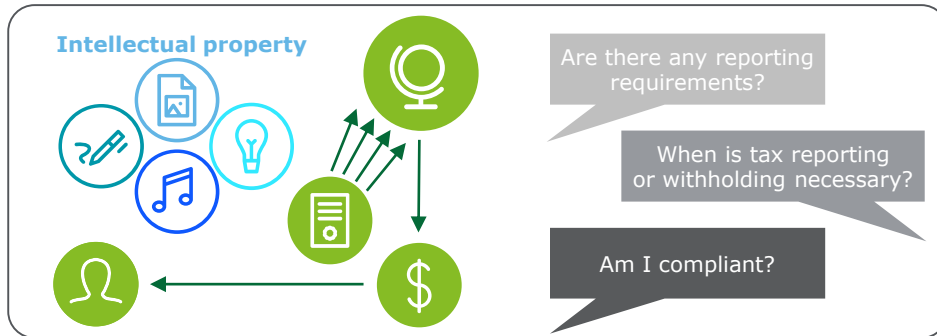 Intellectual property
Are there any reporting
requirements?
When is tax reporting
or withholding necessary?
$
Am I compliant?